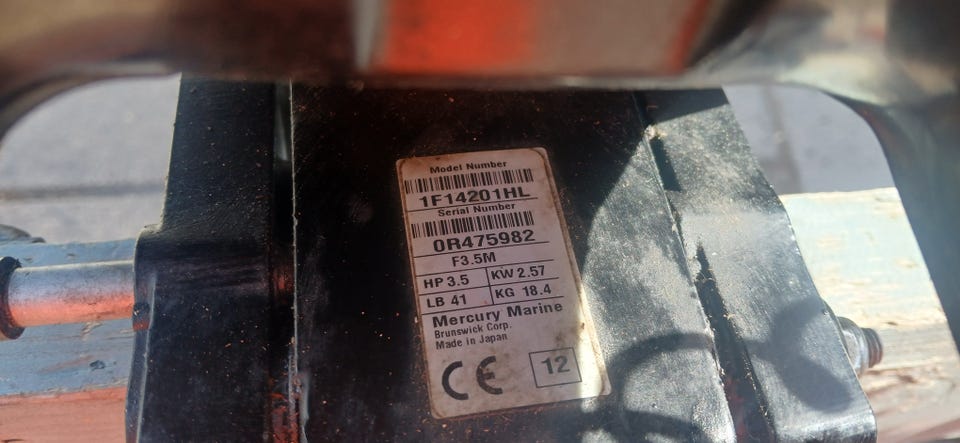 Model Number
1F14201HL
Serial Number
0R475982
F3.5M
HP 3.5 KW 2.57
LB 41 KG 18.4
Mercury Marine
Brunswick Corp.
Made in Japan
CE 12